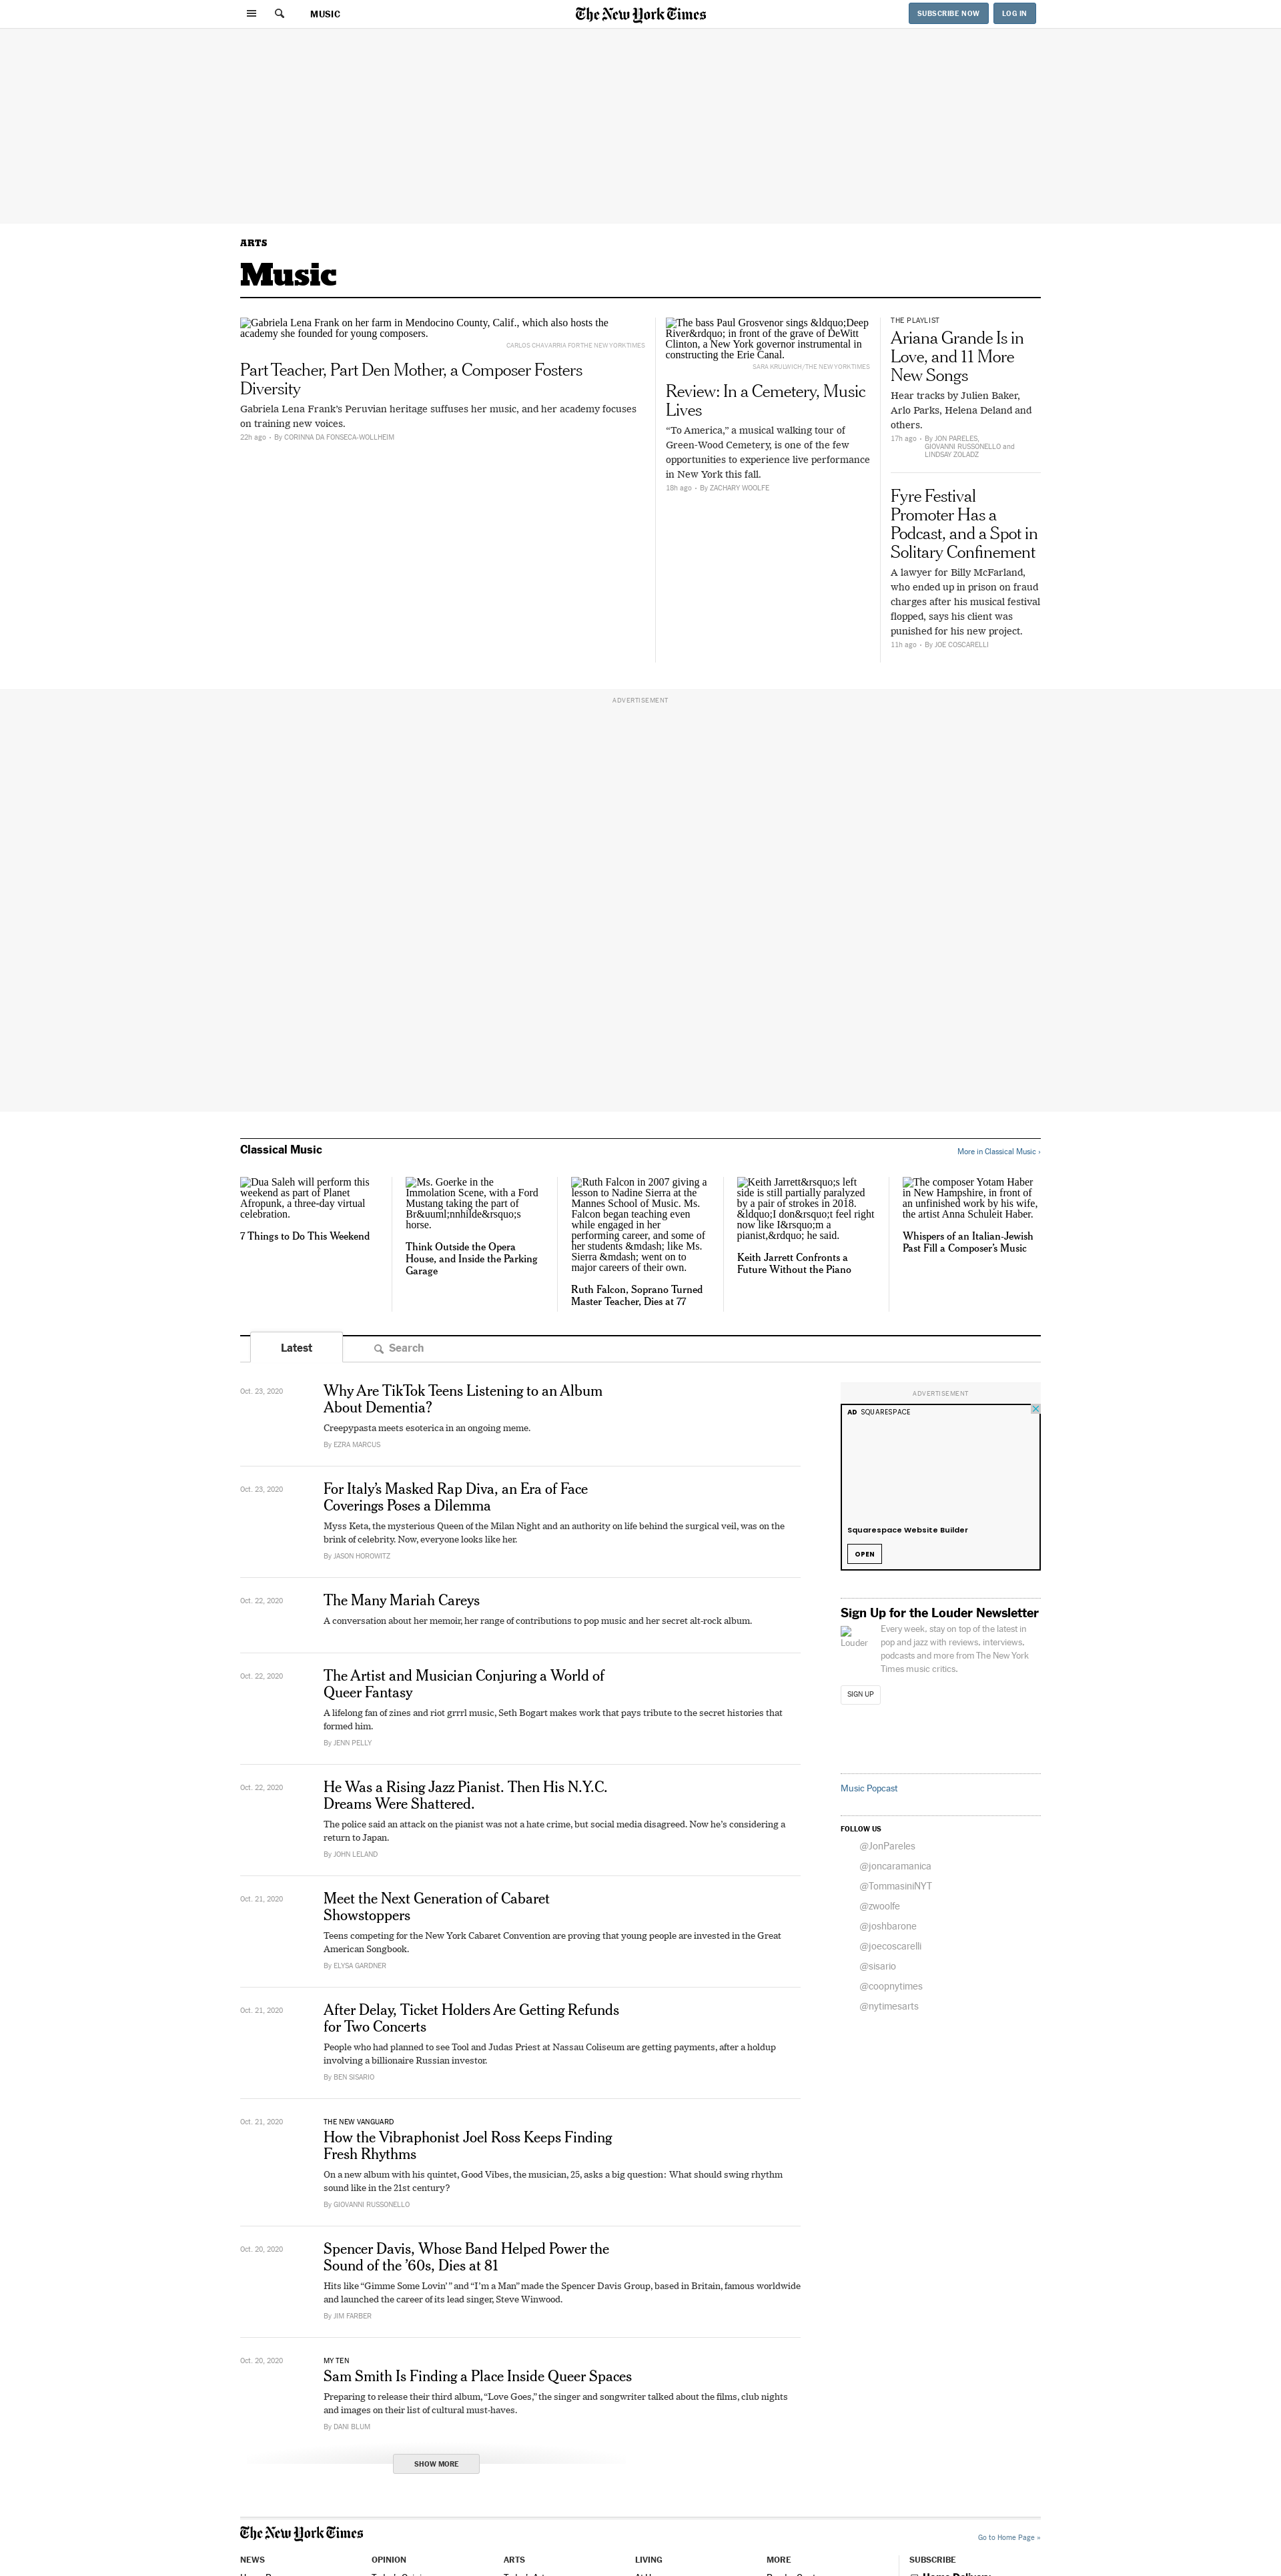 MUSIC
The New York Times
SUBSCRIBE NOW
LOG IN
ARTS
Music
Gabriela Lena Frank on her farm in Mendocino County, Calif., which also hosts the
academy she founded for young composers.
CARLOS CHAVARRIA FOR THE NEW YORK TIMES
Part Teacher, Part Den Mother, a Composer Fosters
Diversity
Gabriela Lena Frank's Peruvian heritage suffuses her music, and her academy focuses
on training new voices.
22h ago • By CORINNA DA FONSECA-WOLLHEIM
The bass Paul Grosvenor sings &ldquo;Deep
River&rdquo; in front of the grave of DeWitt
Clinton, a New York governor instrumental in
constructing the Erie Canal.
SARA KRULWICH/THE NEW YORK TIMES
Review: In a Cemetery, Music
Lives
“To America,” a musical walking tour of
Green-Wood Cemetery, is one of the few
opportunities to experience live performance
in New York this fall.
18h ago • By ZACHARY WOOLFE
THE PLAYLIST
Ariana Grande Is in
Love, and 11 More
New Songs
Hear tracks by Julien Baker,
Arlo Parks, Helena Deland and
others.
17h ago • By JON PARELES,
GIOVANNI RUSSONELLO and
LINDSAY ZOLADZ
Fyre Festival
Promoter Has a
Podcast, and a Spot in
Solitary Confinement
A lawyer for Billy McFarland,
who ended up in prison on fraud
charges after his musical festival
flopped, says his client was
punished for his new project.
11h ago • By JOE COSCARELLI
ADVERTISEMENT
Classical Music
More in Classical Music ›
Dua Saleh will perform this
weekend as part of Planet
Afropunk, a three-day virtual
celebration.
7 Things to Do This Weekend
Ms. Goerke in the
Immolation Scene, with a Ford
Mustang taking the part of
Br&uuml;nnhilde&rsquo;s
horse.
Think Outside the Opera
House, and Inside the Parking
Garage
Ruth Falcon in 2007 giving a
lesson to Nadine Sierra at the
Mannes School of Music. Ms.
Falcon began teaching even
while engaged in her
performing career, and some of
her students &mdash; like Ms.
Sierra &mdash; went on to
major careers of their own.
Ruth Falcon, Soprano Turned
Master Teacher, Dies at 77
Keith Jarrett&rsquo;s left
side is still partially paralyzed
by a pair of strokes in 2018.
&ldquo;I don&rsquo;t feel right
now like I&rsquo;m a
pianist,&rdquo; he said.
Keith Jarrett Confronts a
Future Without the Piano
The composer Yotam Haber
in New Hampshire, in front of
an unfinished work by his wife,
the artist Anna Schuleit Haber.
Whispers of an Italian-Jewish
Past Fill a Composer’s Music
Latest
Search
Oct. 23, 2020
Why Are TikTok Teens Listening to an Album
About Dementia?
Creepypasta meets esoterica in an ongoing meme.
By EZRA MARCUS
Oct. 23, 2020
For Italy’s Masked Rap Diva, an Era of Face
Coverings Poses a Dilemma
Myss Keta, the mysterious Queen of the Milan Night and an authority on life behind the surgical veil, was on the
brink of celebrity. Now, everyone looks like her.
By JASON HOROWITZ
Oct. 22, 2020
The Many Mariah Careys
A conversation about her memoir, her range of contributions to pop music and her secret alt-rock album.
Oct. 22, 2020
The Artist and Musician Conjuring a World of
Queer Fantasy
A lifelong fan of zines and riot grrrl music, Seth Bogart makes work that pays tribute to the secret histories that
formed him.
By JENN PELLY
Oct. 22, 2020
He Was a Rising Jazz Pianist. Then His N.Y.C.
Dreams Were Shattered.
The police said an attack on the pianist was not a hate crime, but social media disagreed. Now he’s considering a
return to Japan.
By JOHN LELAND
Oct. 21, 2020
Meet the Next Generation of Cabaret
Showstoppers
Teens competing for the New York Cabaret Convention are proving that young people are invested in the Great
American Songbook.
By ELYSA GARDNER
Oct. 21, 2020
After Delay, Ticket Holders Are Getting Refunds
for Two Concerts
People who had planned to see Tool and Judas Priest at Nassau Coliseum are getting payments, after a holdup
involving a billionaire Russian investor.
By BEN SISARIO
Oct. 21, 2020
THE NEW VANGUARD
How the Vibraphonist Joel Ross Keeps Finding
Fresh Rhythms
On a new album with his quintet, Good Vibes, the musician, 25, asks a big question: What should swing rhythm
sound like in the 21st century?
By GIOVANNI RUSSONELLO
Oct. 20, 2020
Spencer Davis, Whose Band Helped Power the
Sound of the ’60s, Dies at 81
Hits like “Gimme Some Lovin’ ” and “I’m a Man” made the Spencer Davis Group, based in Britain, famous worldwide
and launched the career of its lead singer, Steve Winwood.
By JIM FARBER
Oct. 20, 2020
MY TEN
Sam Smith Is Finding a Place Inside Queer Spaces
Preparing to release their third album, “Love Goes,” the singer and songwriter talked about the films, club nights
and images on their list of cultural must-haves.
By DANI BLUM
SHOW MORE
ADVERTISEMENT
AD SQUARESPACE
Squarespace Website Builder
OPEN
Sign Up for the Louder Newsletter
Louder
Every week, stay on top of the latest in
pop and jazz with reviews, interviews,
podcasts and more from The New York
Times music critics.
SIGN UP
Music Popcast
FOLLOW US
@JonPareles
@joncaramanica
@TommasiniNYT
@zwoolfe
@joshbarone
@joecoscarelli
@sisario
@coopnytimes
@nytimesarts
The New York Times
Go to Home Page »
NEWS
OPINION
ARTS
LIVING
MORE
SUBSCRIBE